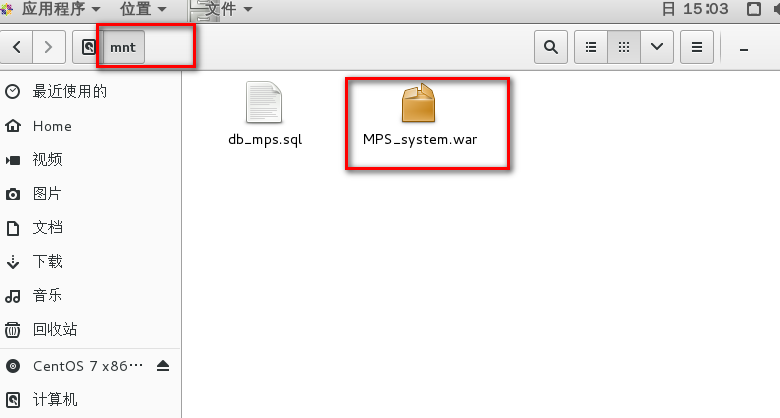 应用程序 位置 文件 日 15:03
mnt
最近使用的
Home
视频
图片
文档
下载
音乐
回收站
CentOS 7 x86…
计算机
db_mps.sql
MPS_system.war